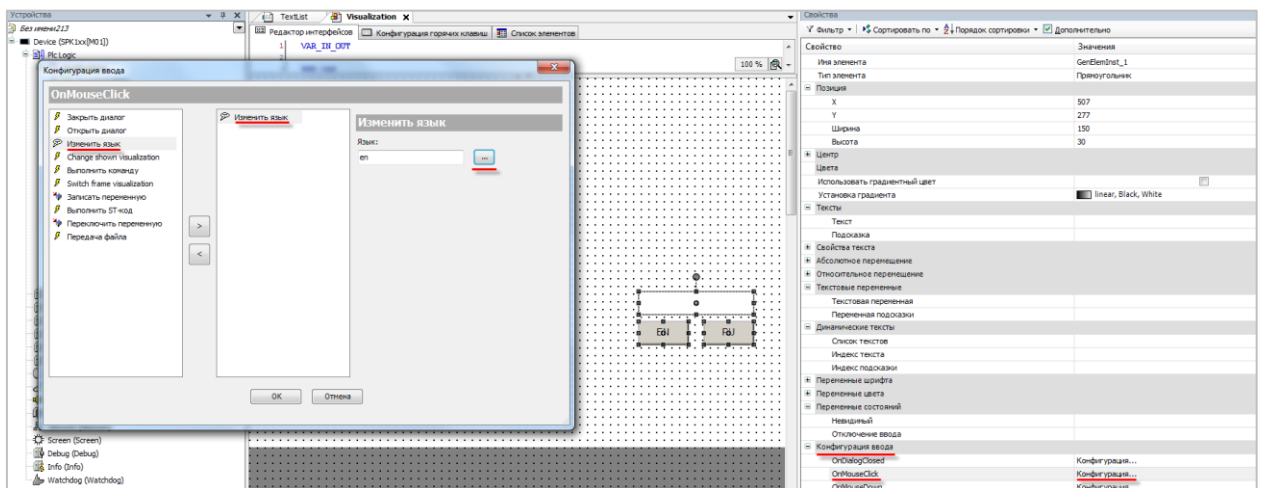 Устройства
Без имени213
Device (SPK1xx[M01])
Plc Logic
Screen (Screen)
Debug (Debug)
Info (Info)
Watchdog (Watchdog)
TextList
Visualization
Редактор интерфейсов
Конфигурация горячих клавиш
Список элементов
1 VAR_IN_OUT
2
100 %
Конфигурация ввода
OnMouseClick
Закрыть диалог
Открыть диалог
Изменить язык
Change shown visualization
Выполнить команду
Switch frame visualization
Записать переменную
Выполнить ST-код
Переключить переменную
Передача файла
>
<
Изменить язык
Изменить язык
Язык:
en
...
OK
Отмена
EN
RU
Свойства
Фильтр
Сортировать по
Порядок сортировки
Дополнительно
Свойство Значения
Имя элемента GenElemInst_1
Тип элемента Прямоугольник
Позиция
X 507
Y 277
Ширина 150
Высота 30
Центр
Цвета
Использовать градиентный цвет
Установка градиента linear, Black, White
Тексты
Текст
Подсказка
Свойства текста
Абсолютное перемещение
Относительное перемещение
Текстовые переменные
Текстовая переменная
Переменная подсказки
Динамические тексты
Список текстов
Индекс текста
Индекс подсказки
Переменные шрифта
Переменные цвета
Переменные состояний
Невидимый
Отключение ввода
Конфигурация ввода
OnDialogClosed Конфигурация...
OnMouseClick Конфигурация...
OnMouseDown Конфигурация...